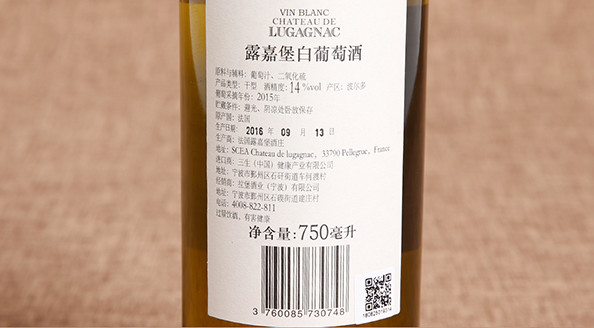 VIN BLANC
CHATEAU DE
LUGAGNAC
露嘉堡白葡萄酒
原料与辅料：葡萄汁、二氧化硫
产品类型：干型 酒精度：14%vol 产区：波尔多
葡萄采摘年份：2015年
贮藏条件：避光、阴凉处卧放保存
原产国：法国
生产日期：2016 年 09 月 13 日
生产商：法国露嘉堡酒庄
地址：SCEA Chateau de lugagnac, 33790 Pellegrue, France
进口商：三生（中国）健康产业有限公司
地址：宁波市鄞州区石碶街道车何渡村
经销商：拉堡酒业（宁波）有限公司
地址：宁波市鄞州区石碶街道建庄村
电话：4008-822-811
过量饮酒，有害健康
净含量:750毫升
3 760085 730748